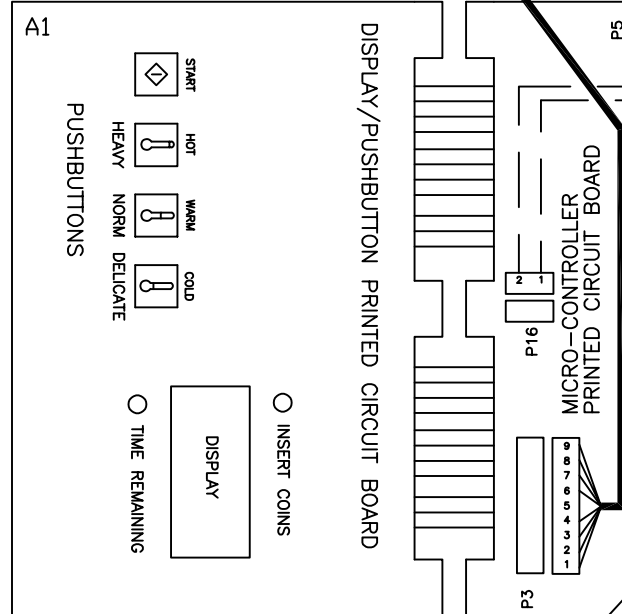 A1
P5
START
HOT
HEAVY
WARM
NORM
COLD
DELICATE
PUSHBUTTONS
DISPLAY/PUSHBUTTON PRINTED CIRCUIT BOARD
INSERT COINS
DISPLAY
TIME REMAINING
2 1
P16
MICRO-CONTROLLER
PRINTED CIRCUIT BOARD
9
8
7
6
5
4
3
2
1
P3